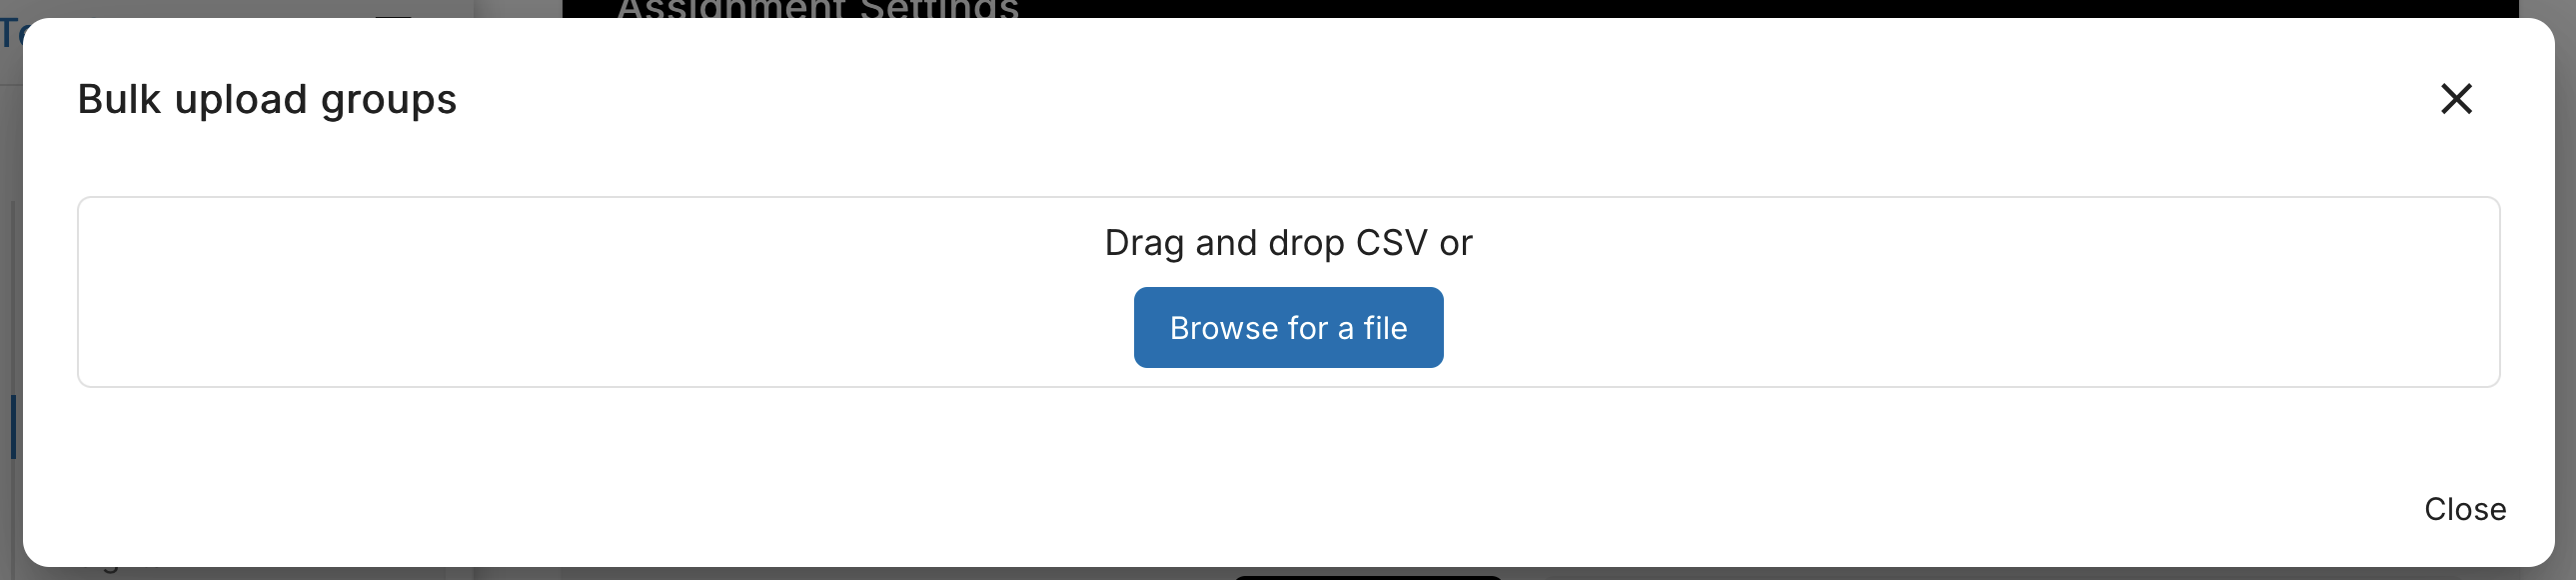 Assignment Settings
Bulk upload groups
Drag and drop CSV or
Browse for a file
Close